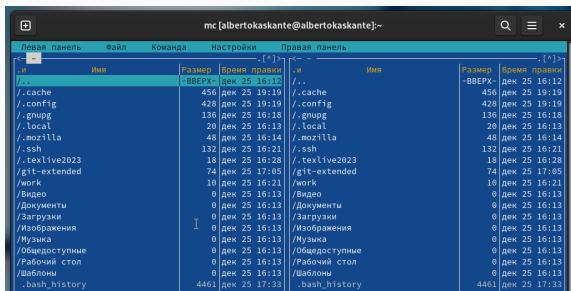 mc [albertokaskante@albertokaskante]:~
Левая панель Файл Команда Настройки Правая панель
<- ~ .[^]> <- ~ .[^]>
.и Имя Размер Время правки .и Имя Размер Время правки
/.. -ВВЕРХ- дек 25 16:12 /.. -ВВЕРХ- дек 25 16:12
/.cache 456 дек 25 19:19 /.cache 456 дек 25 19:19
/.config 428 дек 25 19:19 /.config 428 дек 25 19:19
/.gnupg 136 дек 25 16:18 /.gnupg 136 дек 25 16:18
/.local 20 дек 25 16:13 /.local 20 дек 25 16:13
/.mozilla 48 дек 25 16:14 /.mozilla 48 дек 25 16:14
/.ssh 132 дек 25 16:21 /.ssh 132 дек 25 16:21
/.texlive2023 18 дек 25 16:28 /.texlive2023 18 дек 25 16:28
/git-extended 74 дек 25 17:05 /git-extended 74 дек 25 17:05
/work 10 дек 25 16:21 /work 10 дек 25 16:21
/Видео 0 дек 25 16:13 /Видео 0 дек 25 16:13
/Документы 0 дек 25 16:13 /Документы 0 дек 25 16:13
/Загрузки 0 дек 25 16:13 /Загрузки 0 дек 25 16:13
/Изображения 0 дек 25 16:13 /Изображения 0 дек 25 16:13
/Музыка 0 дек 25 16:13 /Музыка 0 дек 25 16:13
/Общедоступные 0 дек 25 16:13 /Общедоступные 0 дек 25 16:13
/Рабочий стол 0 дек 25 16:13 /Рабочий стол 0 дек 25 16:13
/Шаблоны 0 дек 25 16:13 /Шаблоны 0 дек 25 16:13
.bash_history 4461 дек 25 17:33 .bash_history 4461 дек 25 17:33